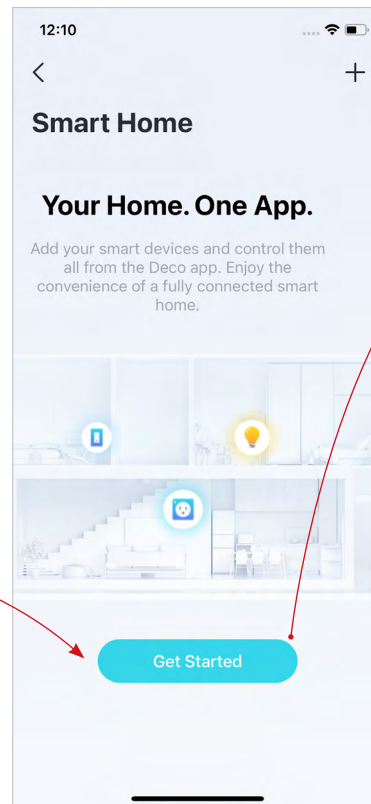 12:10
Smart Home
Your Home. One App.
Add your smart devices and control them
all from the Deco app. Enjoy the
convenience of a fully connected smart
home.
Get Started